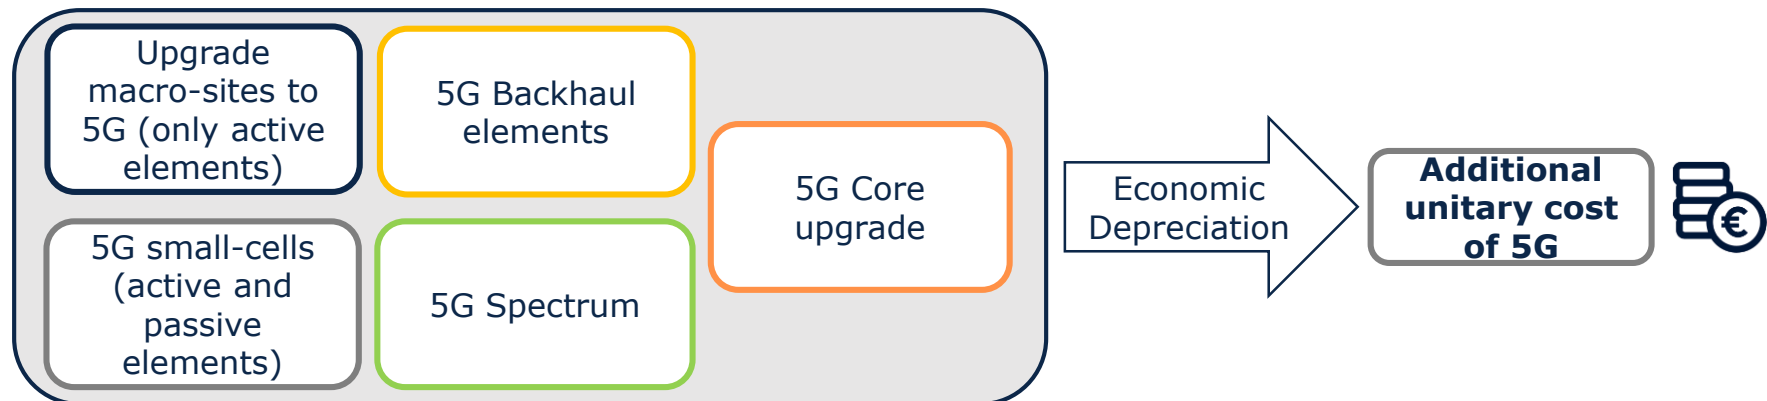 Upgrade
macro-sites to
5G (only active
elements)
5G Backhaul
elements
5G small-cells
(active and
passive
elements)
5G Spectrum
5G Core
upgrade
Economic
Depreciation
Additional
unitary cost
of 5G
€